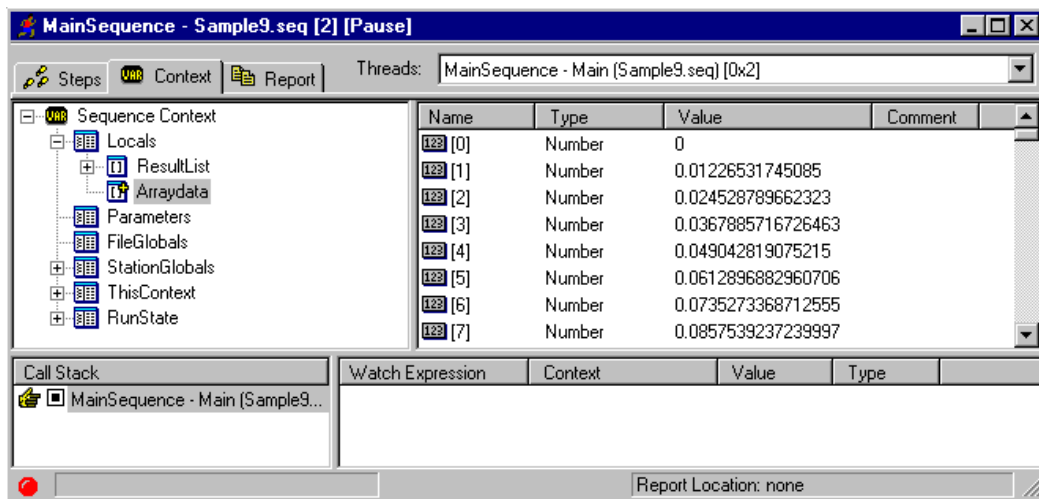 MainSequence - Sample9.seq [2] [Pause]
Steps Context Report Threads: MainSequence - Main (Sample9.seq) [0x2]
Sequence Context
Locals
ResultList
Arraydata
Parameters
FileGlobals
StationGlobals
ThisContext
RunState
Name Type Value Comment
[0] Number 0
[1] Number 0.01226531745085
[2] Number 0.024528789662323
[3] Number 0.0367885716726463
[4] Number 0.049042819075215
[5] Number 0.0612896882960706
[6] Number 0.0735273368712555
[7] Number 0.0857539237239997
Call Stack
MainSequence - Main (Sample9...
Watch Expression Context Value Type
Report Location: none